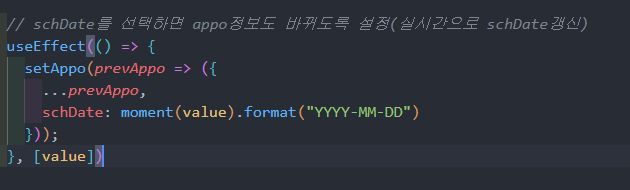 // schDate를 선택하면 appo정보도 바뀌도록 설정(실시간으로 schDate갱신)
useEffect(() => {
  setAppo(prevAppo => ({
    ...prevAppo,
    schDate: moment(value).format("YYYY-MM-DD")
  }));
}, [value])